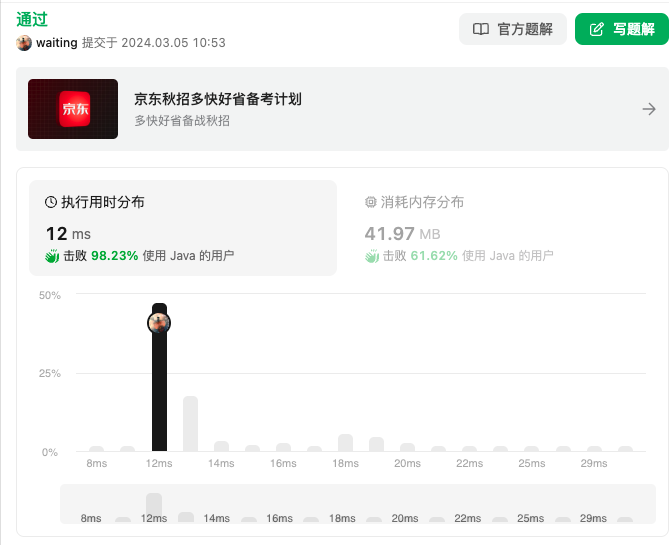 通过
waiting 提交于 2024.03.05 10:53
官方题解
写题解
京东
京东秋招多快好省备考计划
多快好省备战秋招
执行用时分布
12 ms
击败 98.23% 使用 Java 的用户
消耗内存分布
41.97 MB
击败 61.62% 使用 Java 的用户
50%
25%
0%
8ms 12ms 14ms 16ms 18ms 20ms 22ms 25ms 29ms
8ms 12ms 14ms 16ms 18ms 20ms 22ms 25ms 29ms